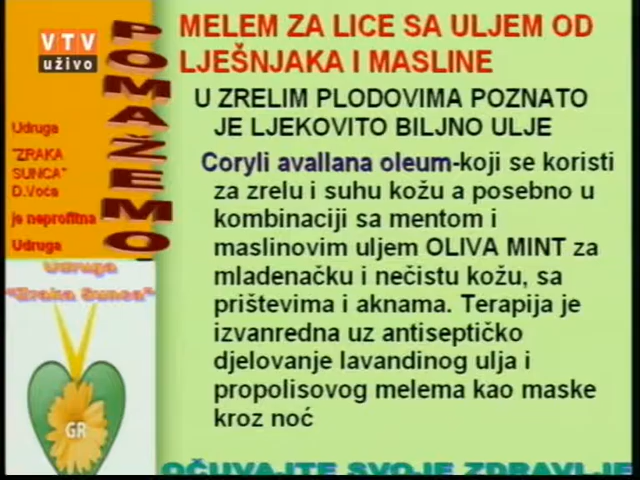 VTV
uživo
POMAŽEMO
Udruga
"ZRAKA
SUNCA"
D.Voća
je neprofitna
Udruga
Udruga
"Zraka Sunca"
GR
MELEM ZA LICE SA ULJEM OD
LJEŠNJAKA I MASLINE
U ZRELIM PLODOVIMA POZNATO
JE LJEKOVITO BILJNO ULJE
Coryli avallana oleum-koji se koristi
za zrelu i suhu kožu a posebno u
kombinaciji sa mentom i
maslinovim uljem OLIVA MINT za
mladenačku i nečistu kožu, sa
prištevima i aknama. Terapija je
izvanredna uz antiseptičko
djelovanje lavandinog ulja i
propolisovog melema kao maske
kroz noć
OČUVAJTE SVOJE ZDRAVLJE